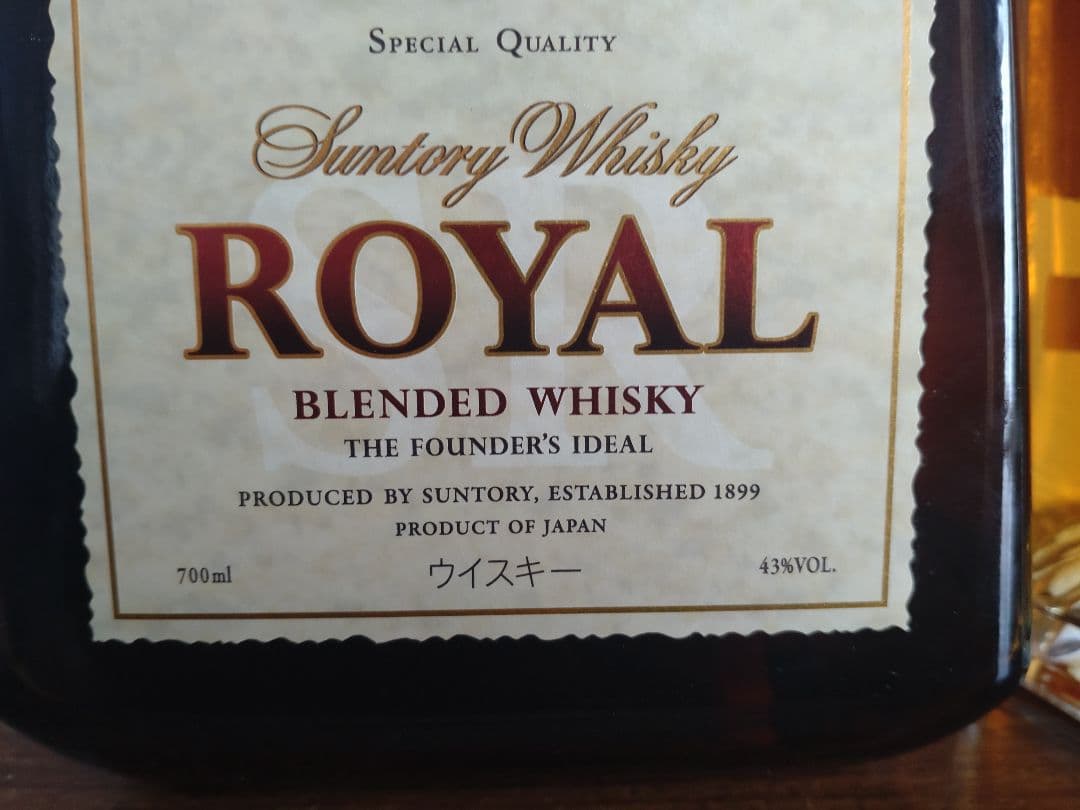 SPECIAL QUALITY
Suntory Whisky
ROYAL
BLENDED WHISKY
THE FOUNDER'S IDEAL
PRODUCED BY SUNTORY, ESTABLISHED 1899
PRODUCT OF JAPAN
700ml ウイスキー 43%VOL.